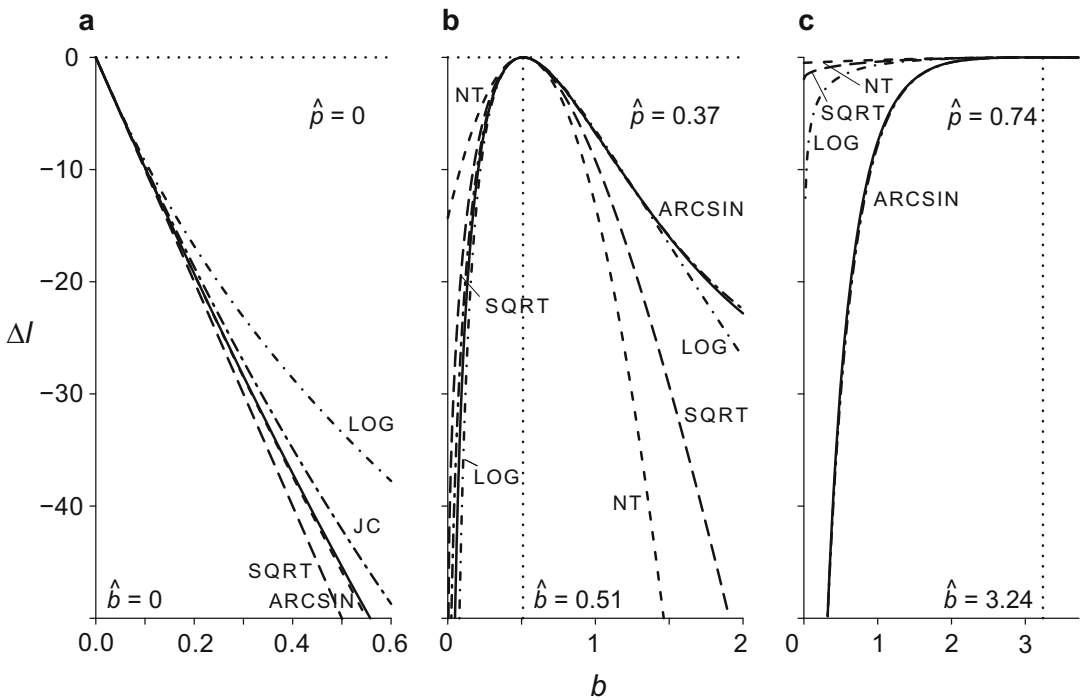 a
b
c
0
−10
−20
−30
−40
Δl
p̂ = 0
LOG
JC
SQRT
ARCSIN
b̂ = 0
0.0
0.2
0.4
0.6
NT
p̂ = 0.37
ARCSIN
SQRT
LOG
SQRT
LOG
NT
b̂ = 0.51
0
1
2
b
NT
SQRT
p̂ = 0.74
LOG
ARCSIN
b̂ = 3.24
0
1
2
3